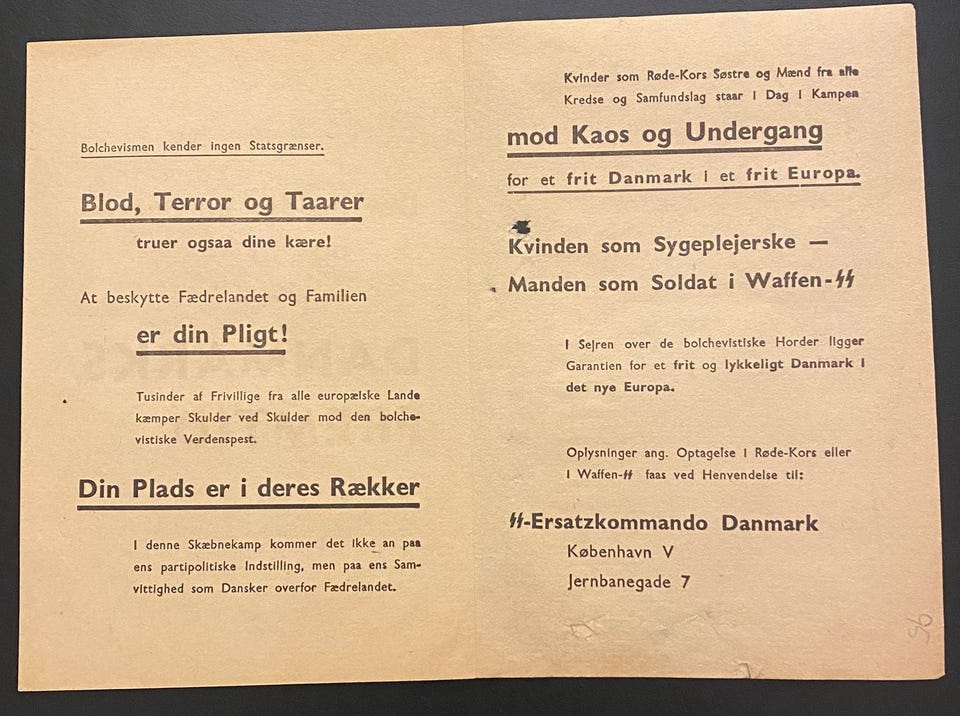 Bolchevismen kender ingen Statsgrænser.
Blod, Terror og Taarer
truer ogsaa dine kære!
At beskytte Fædrelandet og Familien
er din Pligt!
Tusinder af Frivillige fra alle europælske Lande
kæmper Skulder ved Skulder mod den bolche-
vistiske Verdenspest.
Din Plads er i deres Rækker
I denne Skæbnekamp kommer det ikke an paa
ens partipolitiske Indstilling, men paa ens Sam-
vittighed som Dansker overfor Fædrelandet.
Kvinder som Røde-Kors Søstre og Mænd fra alle
Kredse og Samfundslag staar i Dag i Kampen
mod Kaos og Undergang
for et frit Danmark i et frit Europa.
Kvinden som Sygeplejerske —
Manden som Soldat i Waffen-ᛋᛋ
I Sejren over de bolchevistiske Horder ligger
Garantien for et frit og lykkeligt Danmark i
det nye Europa.
Oplysninger ang. Optagelse i Røde-Kors eller
i Waffen-ᛋᛋ faas ved Henvendelse til:
ᛋᛋ-Ersatzkommando Danmark
København V
Jernbanegade 7
56